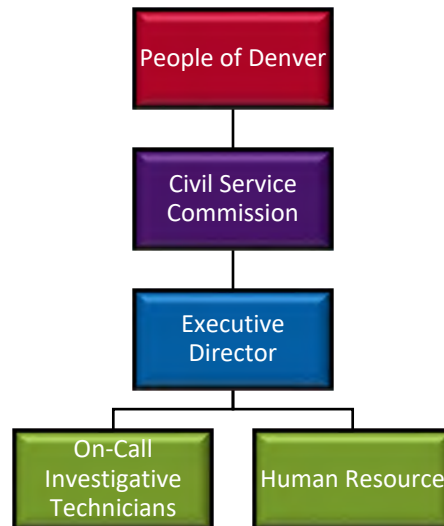 People of Denver
Civil Service
Commission
Executive
Director
On-Call
Investigative
Technicians
Human Resource